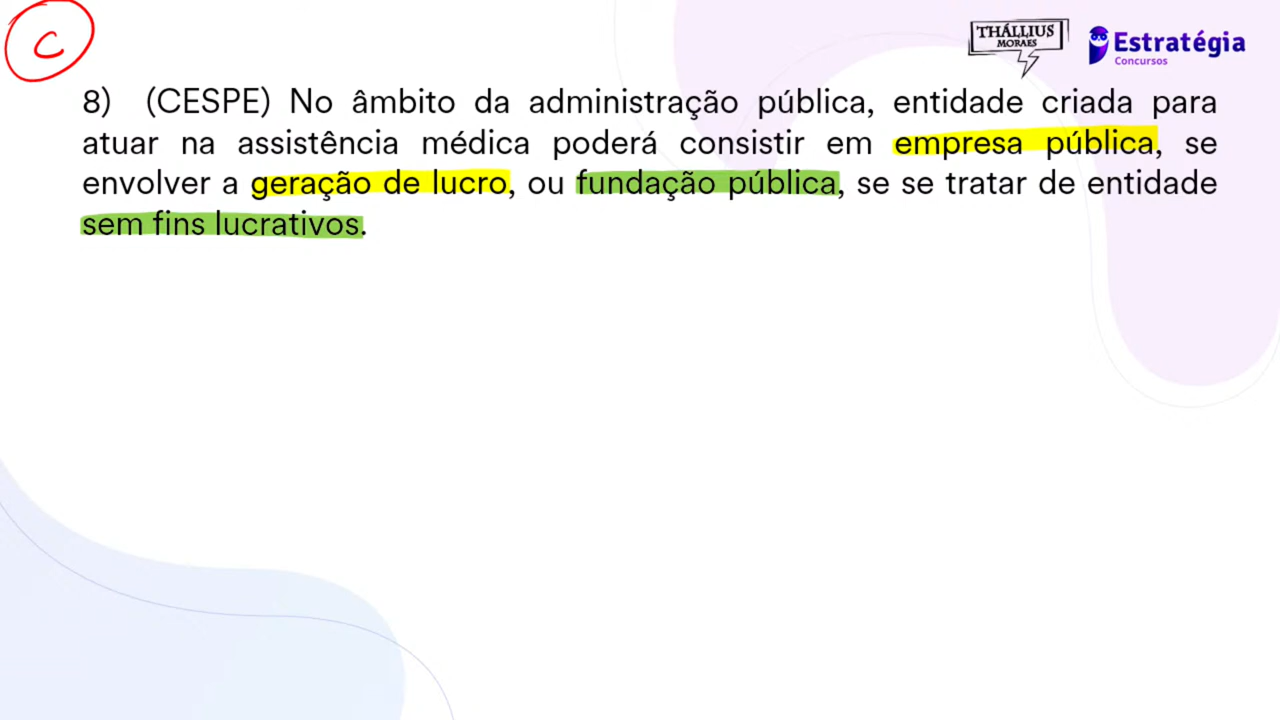 C
THÁLLIUS
MORAES
Estratégia
Concursos
8) (CESPE) No âmbito da administração pública, entidade criada para
atuar na assistência médica poderá consistir em empresa pública, se
envolver a geração de lucro, ou fundação pública, se se tratar de entidade
sem fins lucrativos.